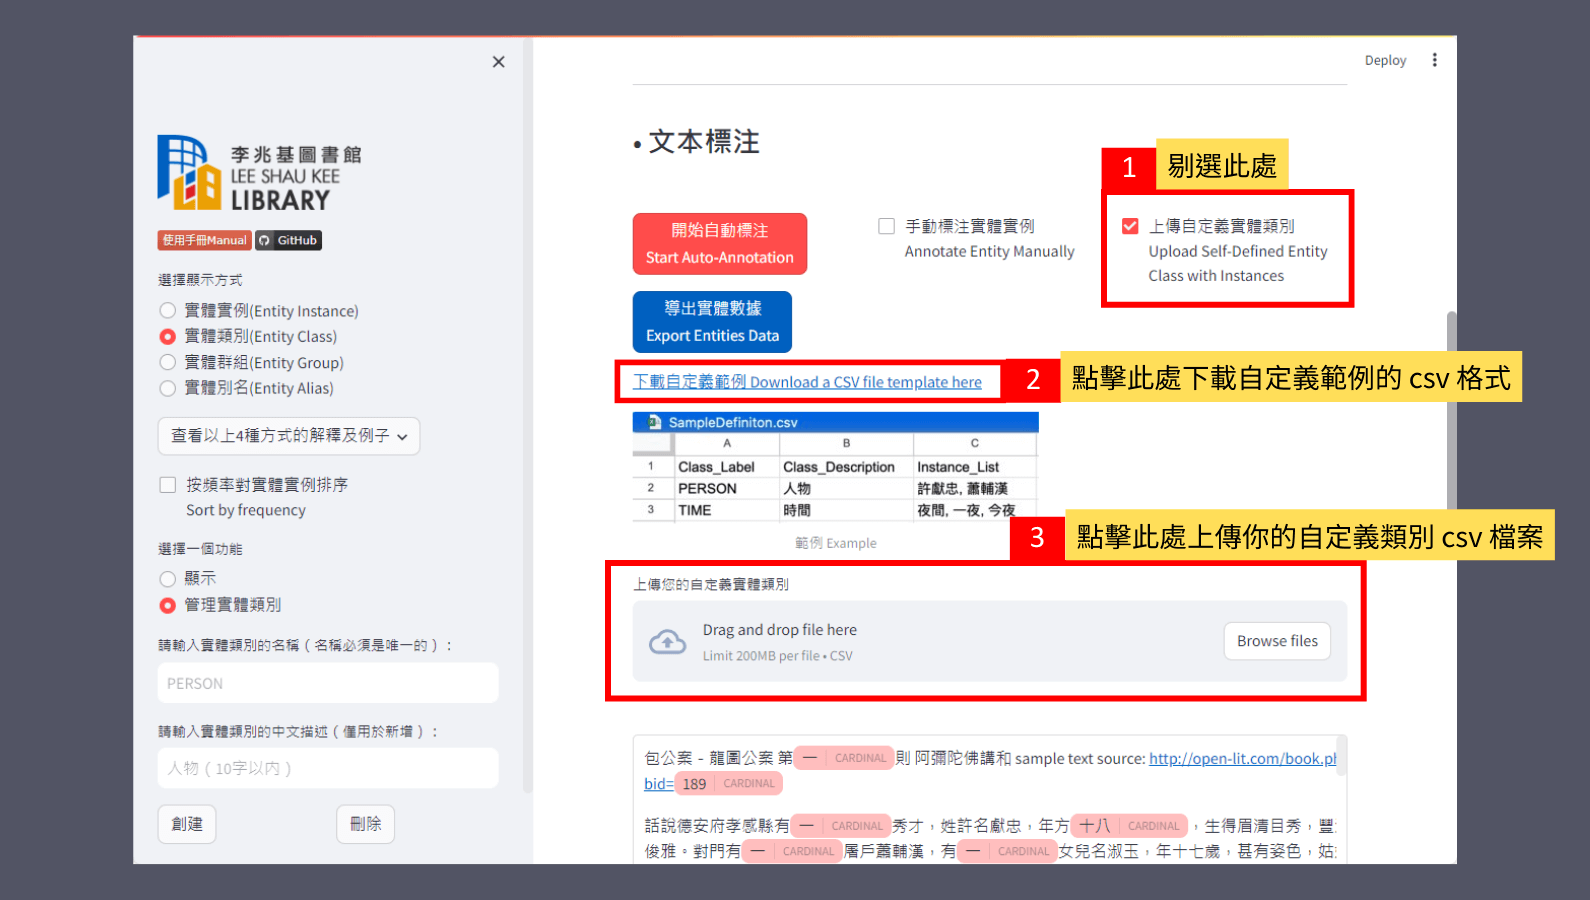 Deploy
李兆基圖書館
LEE SHAU KEE
LIBRARY
使用手冊Manual
GitHub
選擇顯示方式
實體實例(Entity Instance)
實體類別(Entity Class)
實體群組(Entity Group)
實體別名(Entity Alias)
查看以上4種方式的解釋及例子
按頻率對實體實例排序
Sort by frequency
選擇一個功能
顯示
管理實體類別
請輸入實體類別的名稱（名稱必須是唯一的）：
PERSON
請輸入實體類別的中文描述（僅用於新增）：
人物（10字以内）
創建
刪除
• 文本標注
1 剔選此處
開始自動標注
Start Auto-Annotation
手動標注實體實例
Annotate Entity Manually
上傳自定義實體類別
Upload Self-Defined Entity
Class with Instances
導出實體數據
Export Entities Data
下載自定義範例 Download a CSV file template here
2 點擊此處下載自定義範例的 csv 格式
SampleDefiniton.csv
A B C
1 Class_Label Class_Description Instance_List
2 PERSON 人物 許獻忠, 蕭輔漢
3 TIME 時間 夜間, 一夜, 今夜
範例 Example
3 點擊此處上傳你的自定義類別 csv 檔案
上傳您的自定義實體類別
Drag and drop file here
Limit 200MB per file • CSV
Browse files
包公案 - 龍圖公案 第 一 CARDINAL 則 阿彌陀佛講和 sample text source: http://open-lit.com/book.ph
bid= 189 CARDINAL
話說德安府孝感縣有 一 CARDINAL 秀才，姓許名獻忠，年方 十八 CARDINAL ，生得眉清目秀，豐
俊雅。對門有 一 CARDINAL 屠戶蕭輔漢，有 一 CARDINAL 女兒名淑玉，年十七歲，甚有姿色，姑